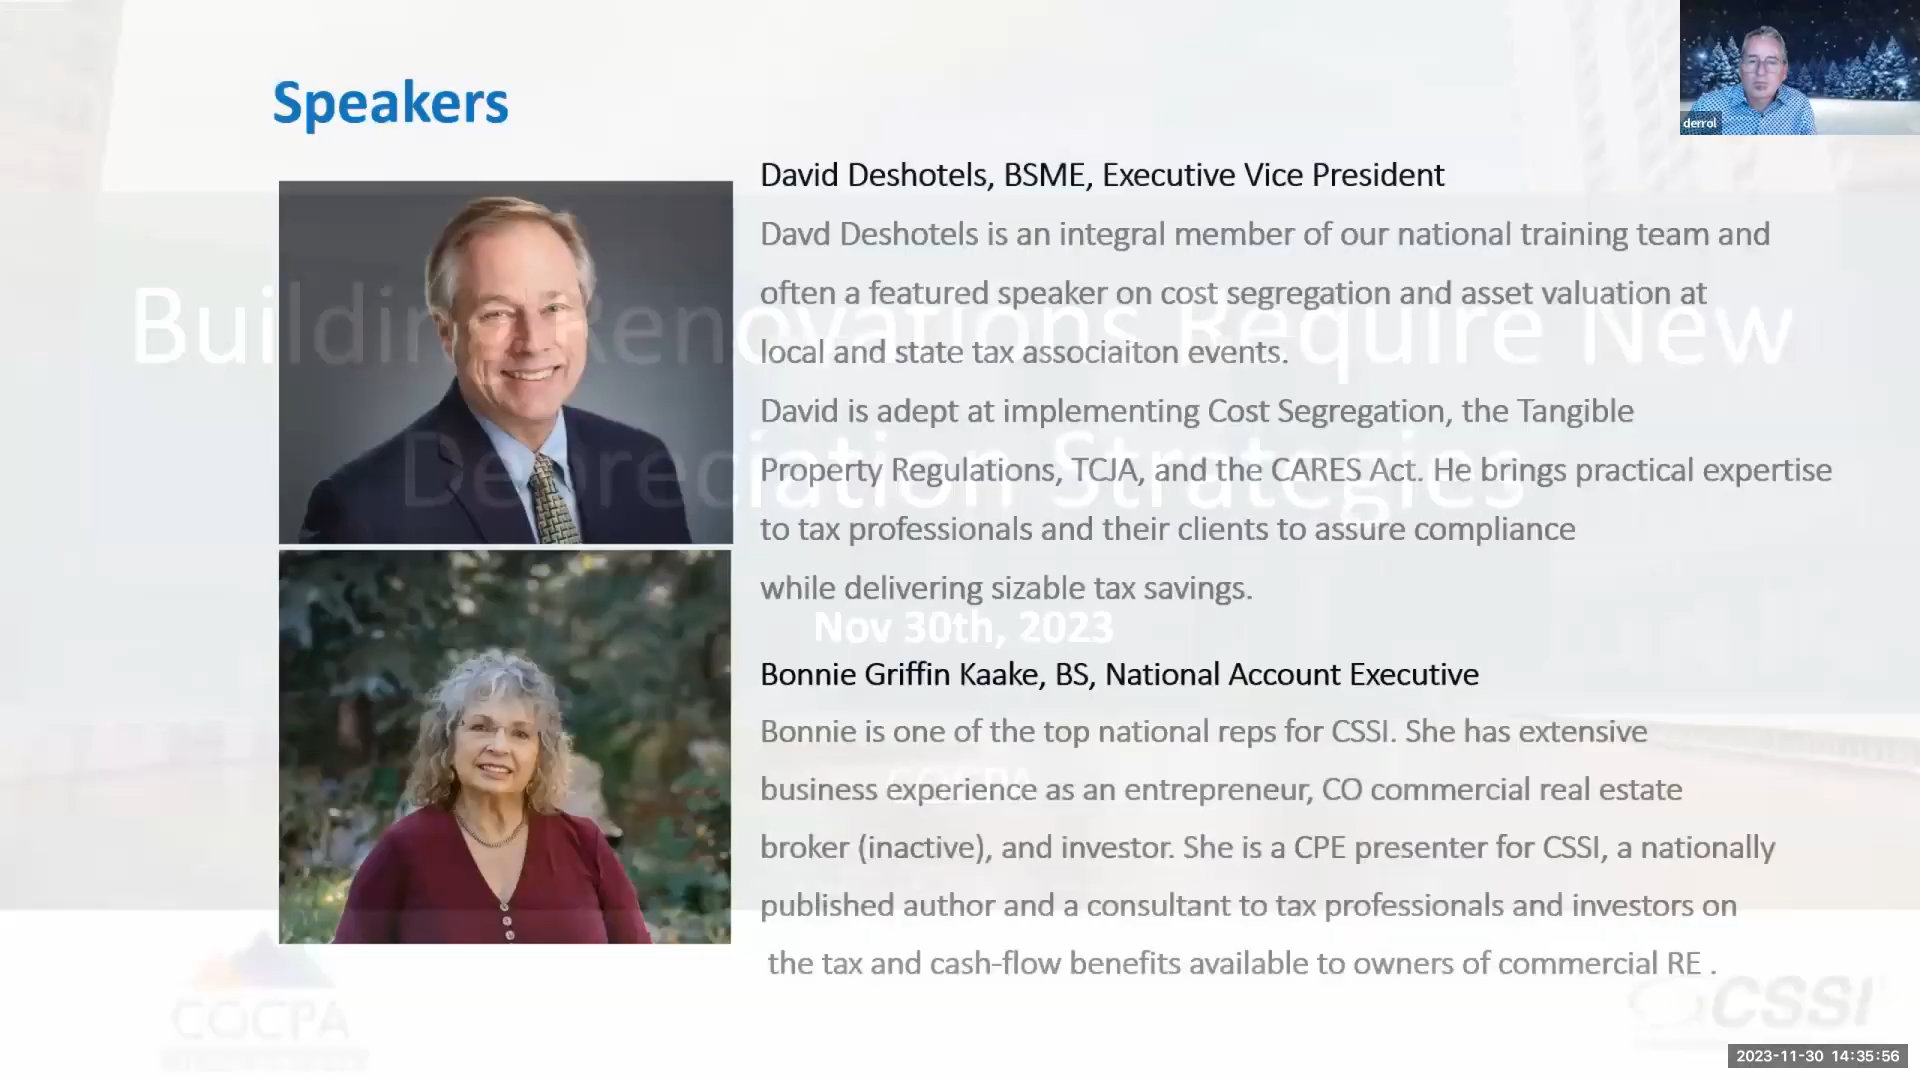 derrol
Speakers
David Deshotels, BSME, Executive Vice President
Davd Deshotels is an integral member of our national training team and
often a featured speaker on cost segregation and asset valuation at
local and state tax associaiton events.
David is adept at implementing Cost Segregation, the Tangible
Property Regulations, TCJA, and the CARES Act. He brings practical expertise
to tax professionals and their clients to assure compliance
while delivering sizable tax savings.
Building Renovations Require New
Depreciation Strategies
Nov 30th, 2023
Bonnie Griffin Kaake, BS, National Account Executive
Bonnie is one of the top national reps for CSSI. She has extensive
business experience as an entrepreneur, CO commercial real estate
broker (inactive), and investor. She is a CPE presenter for CSSI, a nationally
published author and a consultant to tax professionals and investors on
the tax and cash-flow benefits available to owners of commercial RE .
COCPA
COCPA
CSSI
2023-11-30 14:35:56